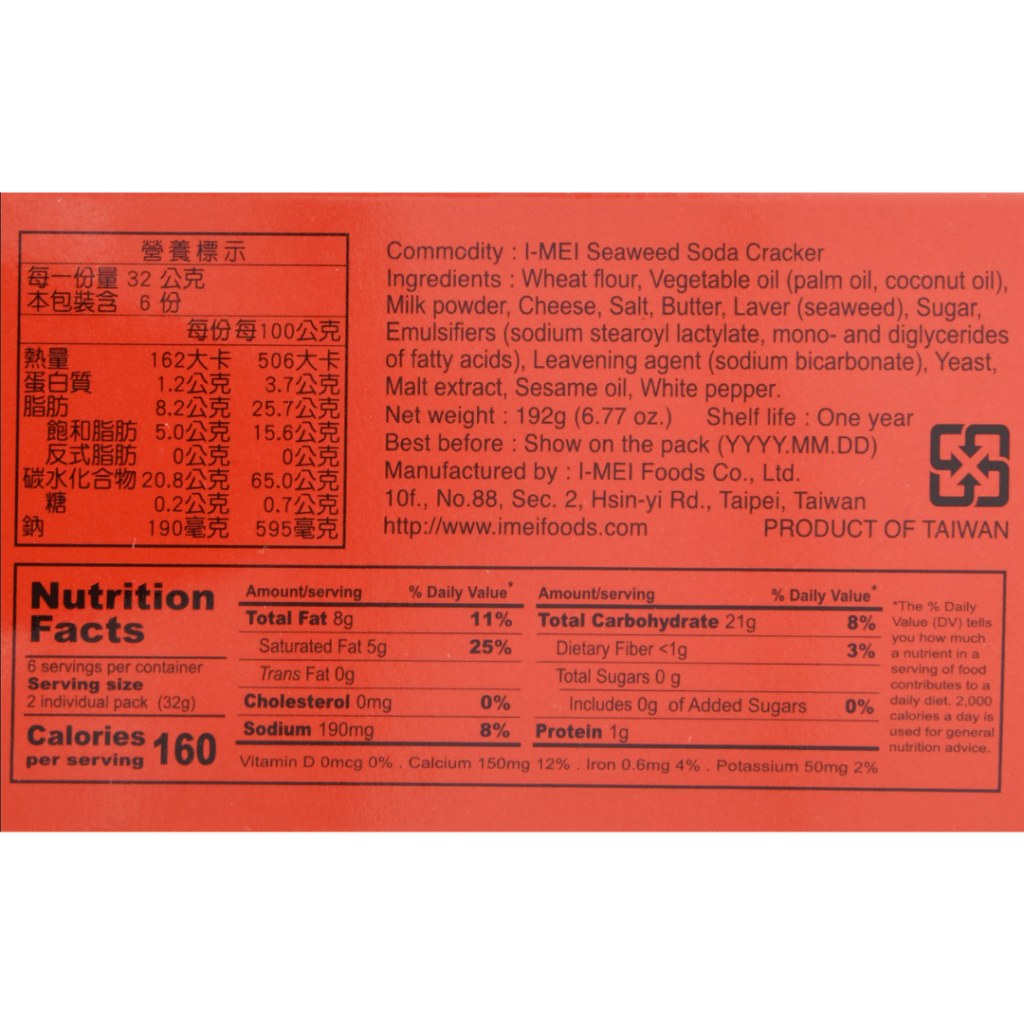 營養標示
每一份量 32 公克
本包裝含 6 份
每份 每100公克
熱量 162大卡 506大卡
蛋白質 1.2公克 3.7公克
脂肪 8.2公克 25.7公克
飽和脂肪 5.0公克 15.6公克
反式脂肪 0公克 0公克
碳水化合物 20.8公克 65.0公克
糖 0.2公克 0.7公克
鈉 190毫克 595毫克
Commodity : I-MEI Seaweed Soda Cracker
Ingredients : Wheat flour, Vegetable oil (palm oil, coconut oil),
Milk powder, Cheese, Salt, Butter, Laver (seaweed), Sugar,
Emulsifiers (sodium stearoyl lactylate, mono- and diglycerides
of fatty acids), Leavening agent (sodium bicarbonate), Yeast,
Malt extract, Sesame oil, White pepper.
Net weight : 192g (6.77 oz.) Shelf life : One year
Best before : Show on the pack (YYYY.MM.DD)
Manufactured by : I-MEI Foods Co., Ltd.
10f., No.88, Sec. 2, Hsin-yi Rd., Taipei, Taiwan
http://www.imeifoods.com PRODUCT OF TAIWAN
Nutrition
Facts
6 servings per container
Serving size
2 individual pack (32g)
Calories
per serving 160
Amount/serving % Daily Value*
Total Fat 8g 11%
Saturated Fat 5g 25%
Trans Fat 0g
Cholesterol 0mg 0%
Sodium 190mg 8%
Amount/serving % Daily Value*
Total Carbohydrate 21g 8%
Dietary Fiber <1g 3%
Total Sugars 0 g
Includes 0g of Added Sugars 0%
Protein 1g
Vitamin D 0mcg 0% . Calcium 150mg 12% . Iron 0.6mg 4% . Potassium 50mg 2%
*The % Daily
Value (DV) tells
you how much
a nutrient in a
serving of food
contributes to a
daily diet. 2,000
calories a day is
used for general
nutrition advice.